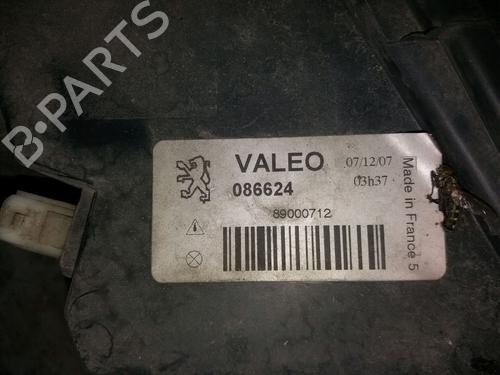 B-PARTS
VALEO
07/12/07
086624
03h37
89000712
Made in France 5